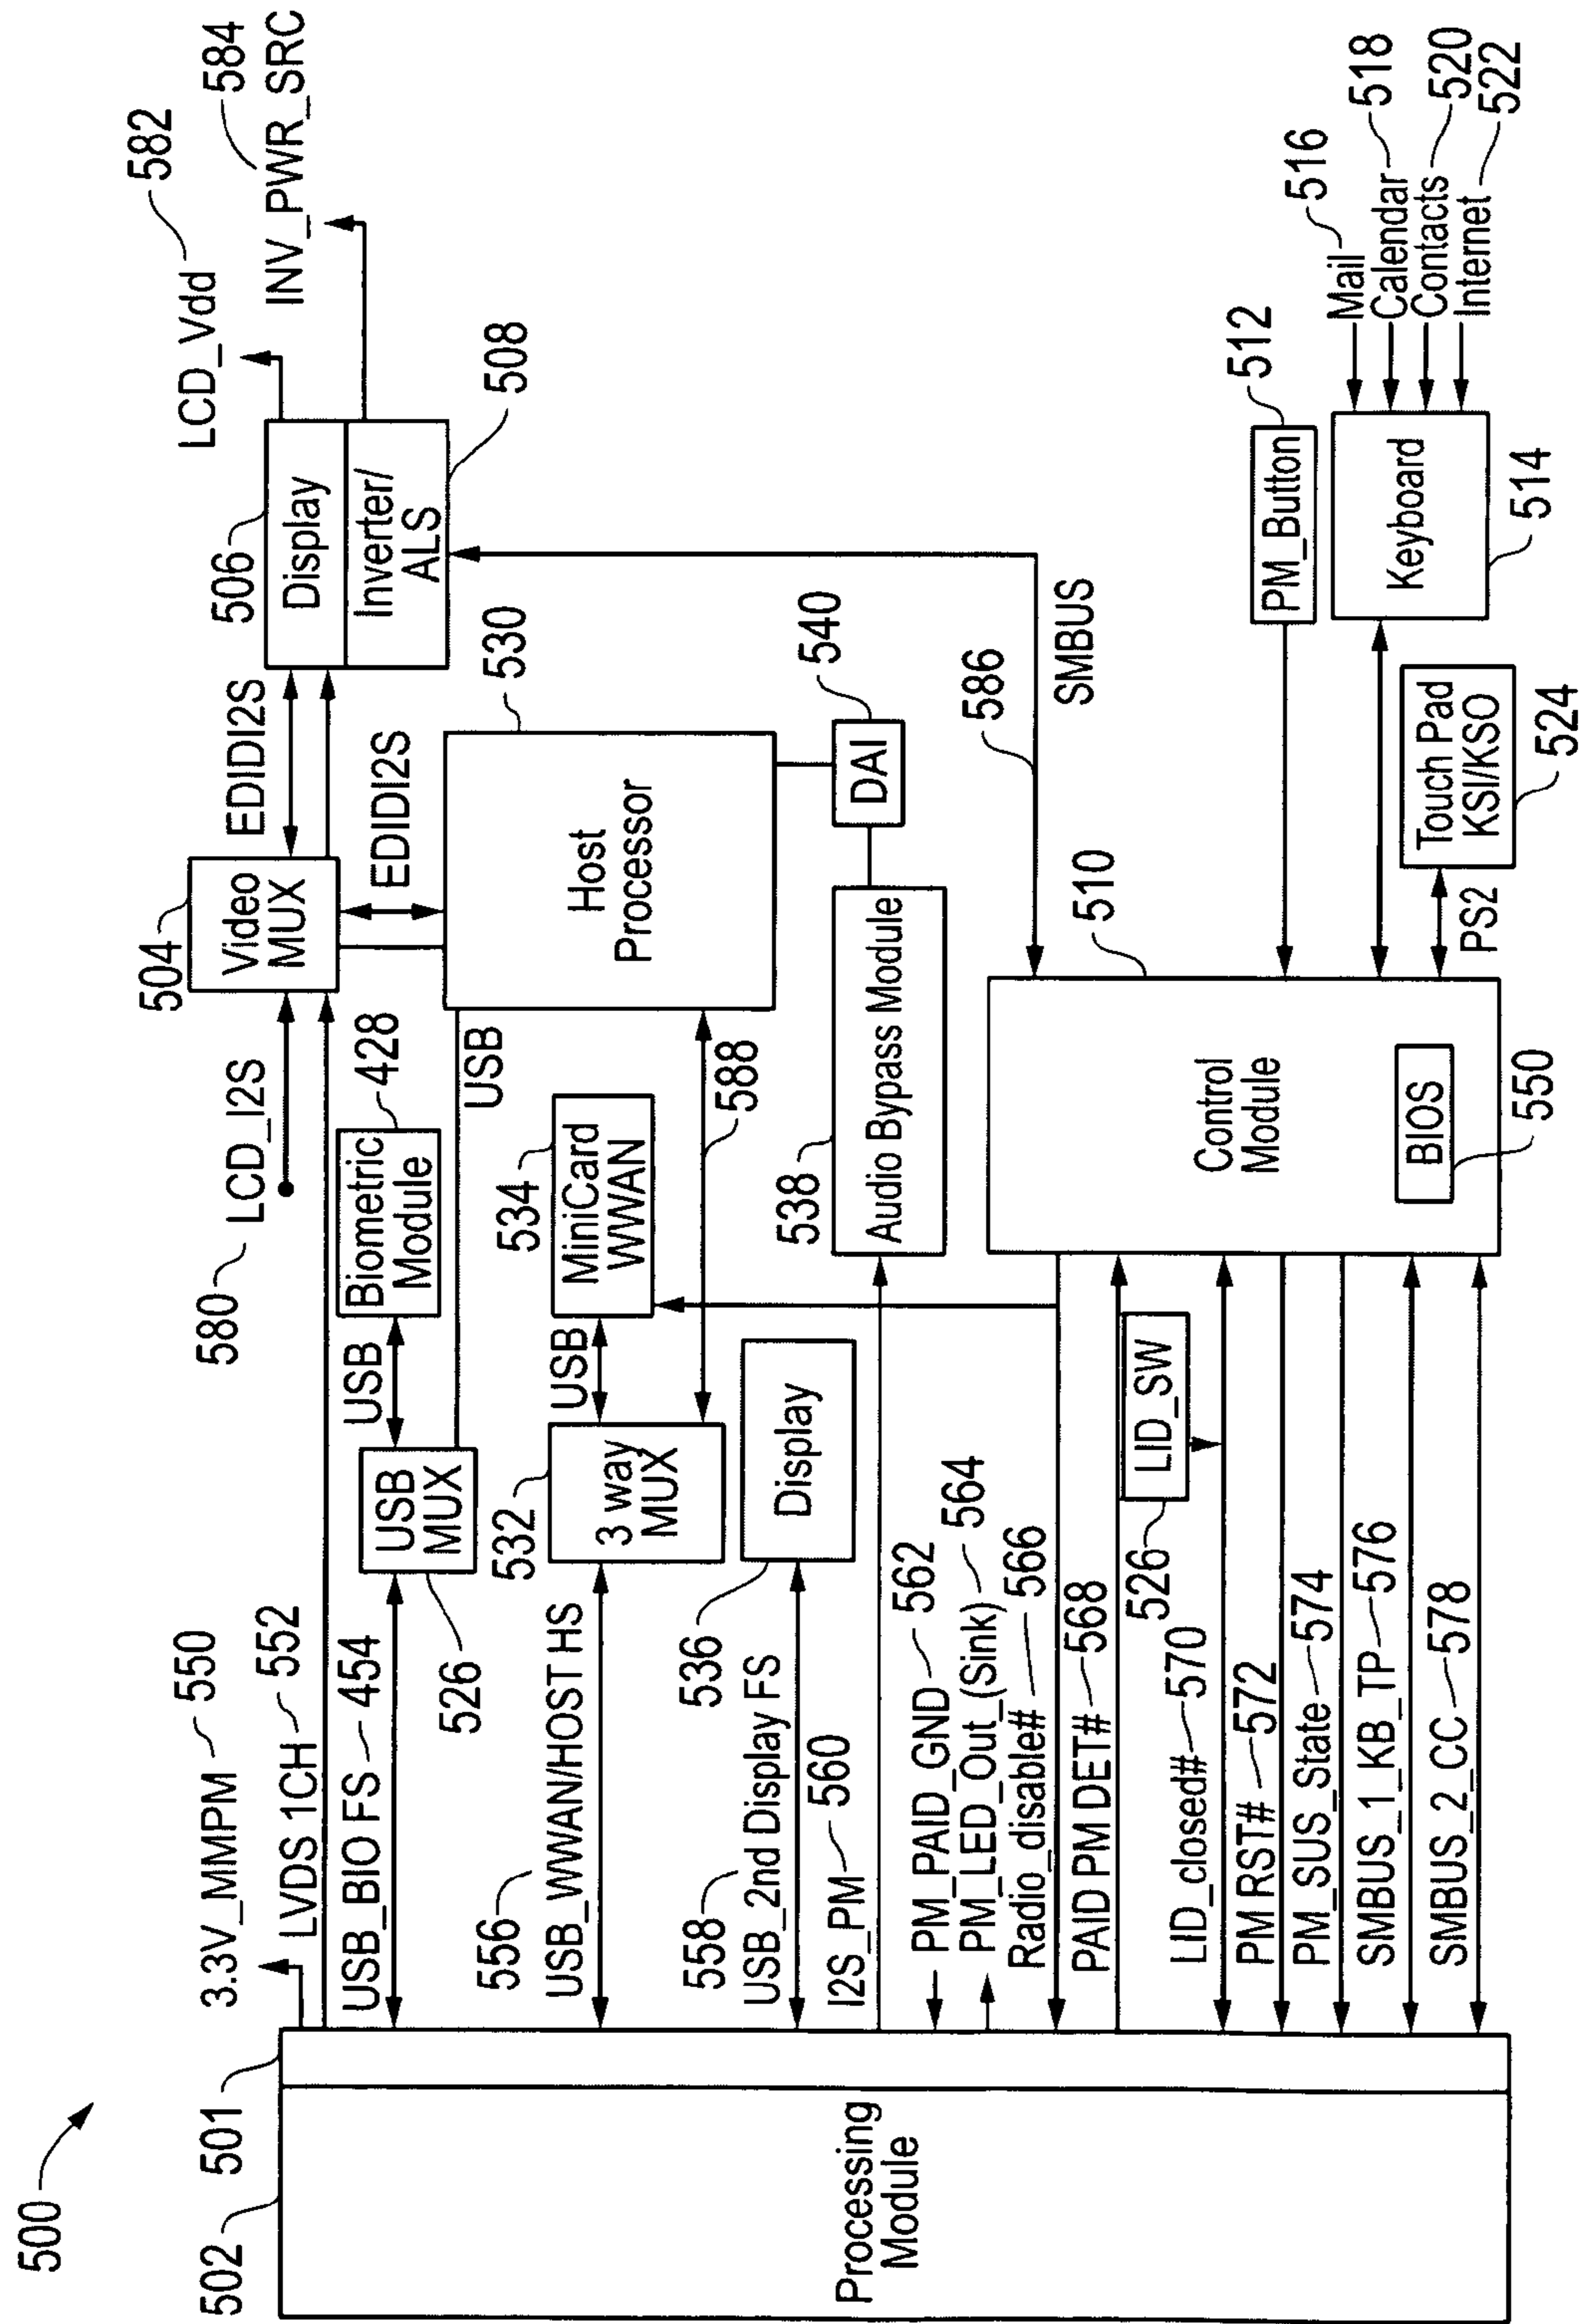 500
502
501
Processing
Module
3.3V_MMPM
550
LVDS 1CH
552
USB_BIO FS
454
556
USB_WWAN/HOST HS
558
USB_2nd Display FS
I2S_PM
560
PM_PAID_GND
562
PM_LED_Out_(Sink)
564
Radio_disable#
566
PAID PM DET#
568
LID_closed#
570
PM RST#
572
PM_SUS_State
574
SMBUS_1_KB_TP
576
SMBUS_2_CC
578
580
LCD_I2S
504
Video
MUX
EDIDI2S
EDIDI2S
506
Display
Inverter/
ALS
508
LCD_Vdd
582
INV_PWR_SRC
584
USB
MUX
526
USB
Biometric
Module
428
USB
532
3 way
MUX
USB
534
MiniCard
WWAN
588
Host
Processor
530
536
Display
538
Audio Bypass Module
DAI
540
586
SMBUS
510
Control
Module
BIOS
550
LID_SW
526
PM_Button
512
Keyboard
514
Mail
516
Calendar
518
Contacts
520
Internet
522
PS2
Touch Pad
KSI/KSO
524